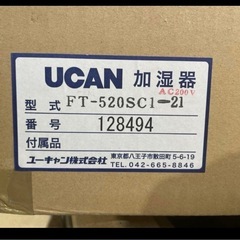 UCAN 加湿器
AC200V
型式 FT-520SC1-21
番号 128494
付属品
ユーキャン株式会社
東京都八王子市散田町5-6-19
TEL. 042-665-8846